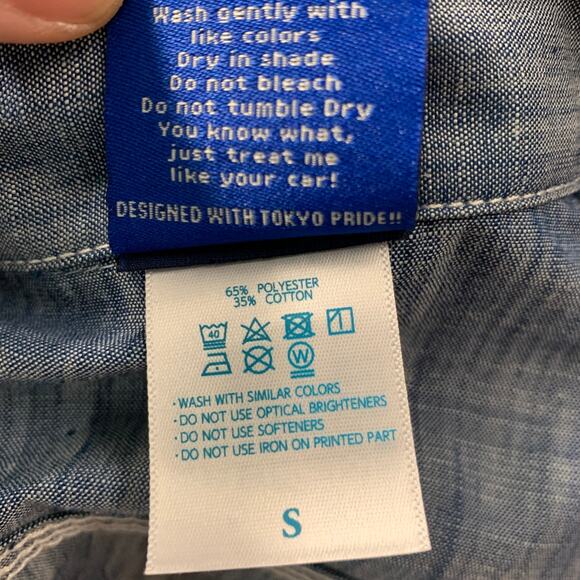 Wash gently with
like colors
Dry in shade
Do not bleach
Do not tumble Dry
You know what,
just treat me
like your car!
DESIGNED WITH TOKYO PRIDE!!
65% POLYESTER
35% COTTON
40
W
·WASH WITH SIMILAR COLORS
·DO NOT USE OPTICAL BRIGHTENERS
·DO NOT USE SOFTENERS
·DO NOT USE IRON ON PRINTED PART
S